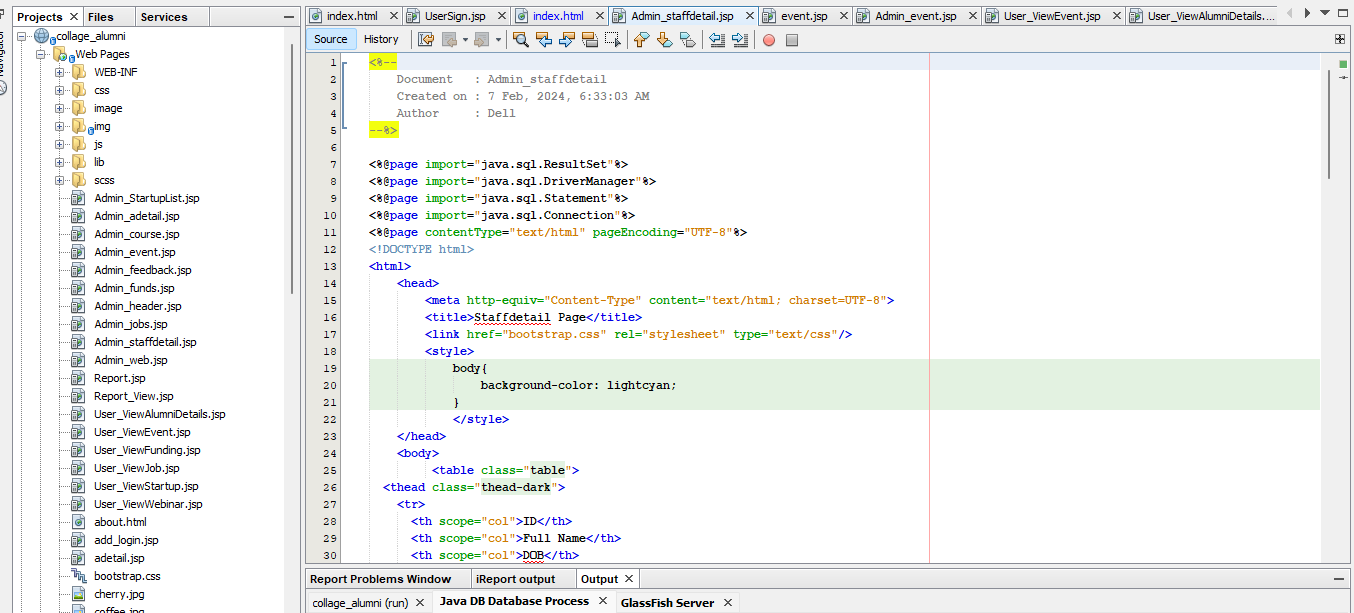 Projects
Files
Services
Navigator
collage_alumni
Web Pages
WEB-INF
css
image
img
js
lib
scss
Admin_StartupList.jsp
Admin_adetail.jsp
Admin_course.jsp
Admin_event.jsp
Admin_feedback.jsp
Admin_funds.jsp
Admin_header.jsp
Admin_jobs.jsp
Admin_staffdetail.jsp
Admin_web.jsp
Report.jsp
Report_View.jsp
User_ViewAlumniDetails.jsp
User_ViewEvent.jsp
User_ViewFunding.jsp
User_ViewJob.jsp
User_ViewStartup.jsp
User_ViewWebinar.jsp
about.html
add_login.jsp
adetail.jsp
bootstrap.css
cherry.jpg
coffee.jpg
index.html
UserSign.jsp
index.html
Admin_staffdetail.jsp
event.jsp
Admin_event.jsp
User_ViewEvent.jsp
User_ViewAlumniDetails....
Source
History
1 <%--
2 Document : Admin_staffdetail
3 Created on : 7 Feb, 2024, 6:33:03 AM
4 Author : Dell
5 --%>
6
7 <%@page import="java.sql.ResultSet"%>
8 <%@page import="java.sql.DriverManager"%>
9 <%@page import="java.sql.Statement"%>
10 <%@page import="java.sql.Connection"%>
11 <%@page contentType="text/html" pageEncoding="UTF-8"%>
12 <!DOCTYPE html>
13 <html>
14 <head>
15 <meta http-equiv="Content-Type" content="text/html; charset=UTF-8">
16 <title>Staffdetail Page</title>
17 <link href="bootstrap.css" rel="stylesheet" type="text/css"/>
18 <style>
19 body{
20 background-color: lightcyan;
21 }
22 </style>
23 </head>
24 <body>
25 <table class="table">
26 <thead class="thead-dark">
27 <tr>
28 <th scope="col">ID</th>
29 <th scope="col">Full Name</th>
30 <th scope="col">DOB</th>
Report Problems Window
iReport output
Output
collage_alumni (run)
Java DB Database Process
GlassFish Server